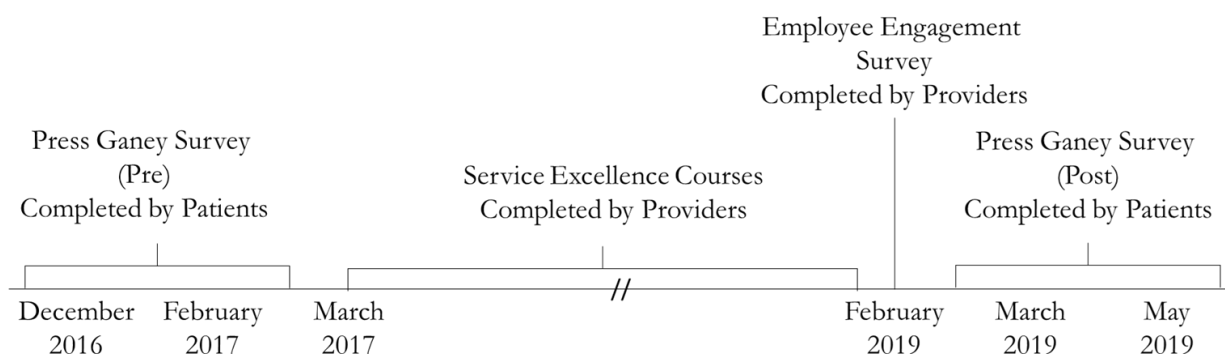 Employee Engagement
Survey
Completed by Providers
Press Ganey Survey
(Pre)
Completed by Patients
Service Excellence Courses
Completed by Providers
Press Ganey Survey
(Post)
Completed by Patients
//
December
2016
February
2017
March
2017
February
2019
March
2019
May
2019